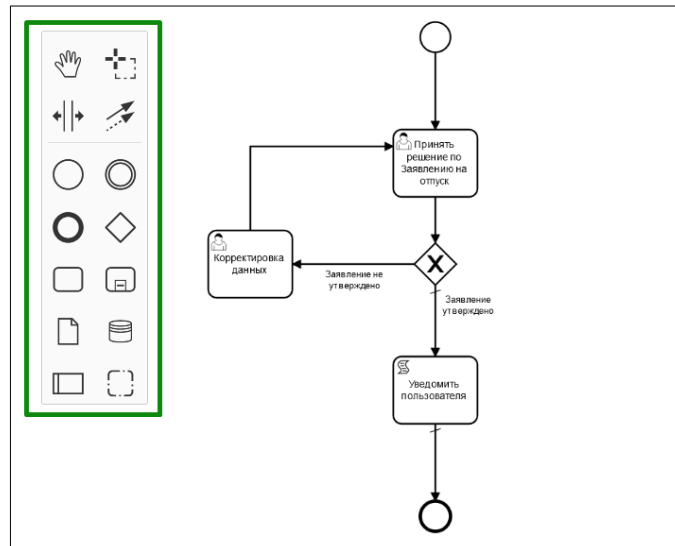 Принять
решение по
Заявлению на
отпуск
Корректировка
данных
Заявление не
утверждено
Заявление
утверждено
Уведомить
пользователя